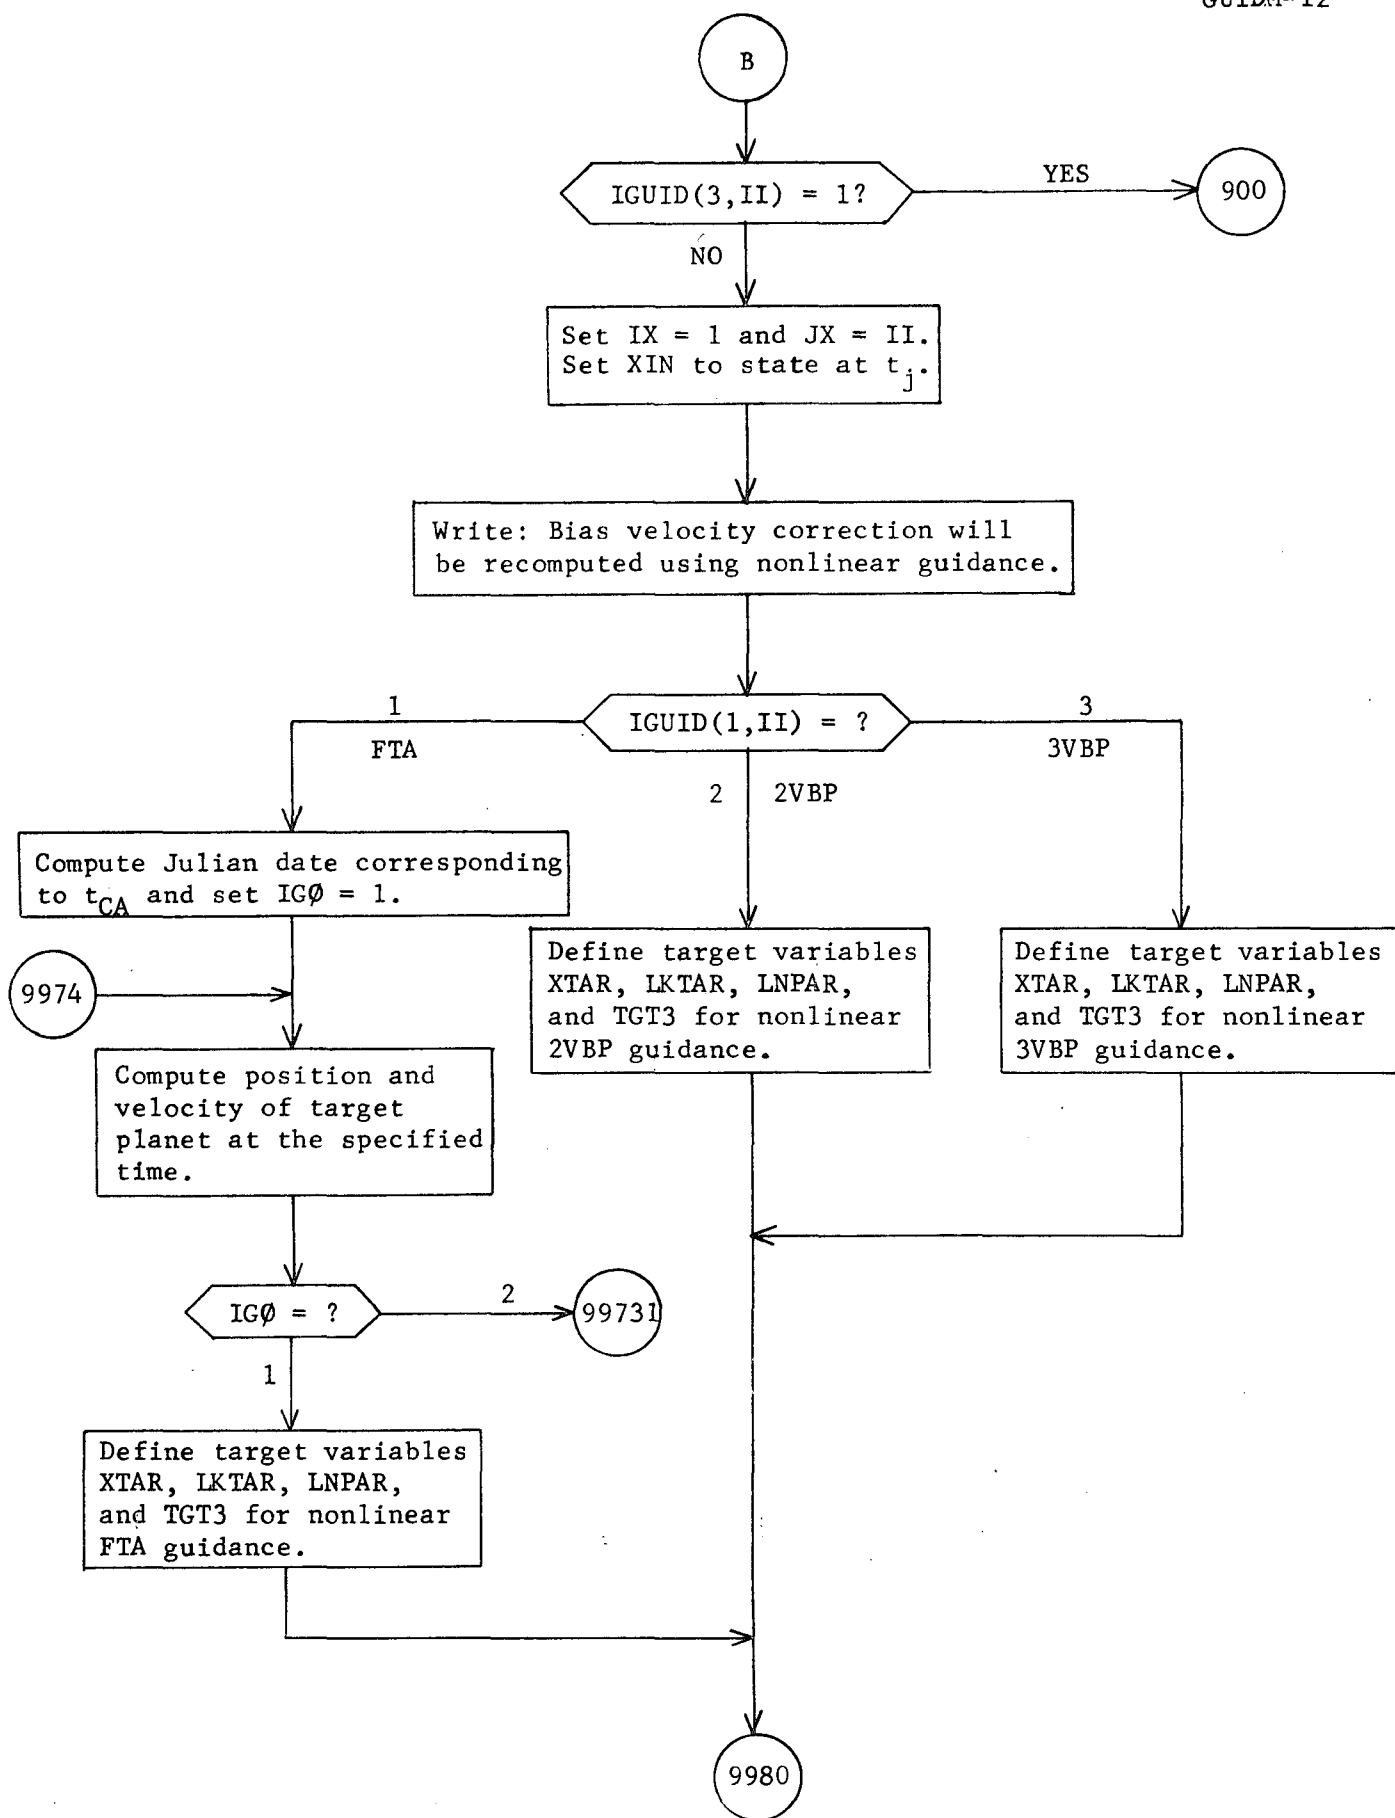 GUIDM-12
B
IGUID(3,II) = 1?
YES
900
NO
Set IX = 1 and JX = II.
Set XIN to state at tj.
Write: Bias velocity correction will
be recomputed using nonlinear guidance.
1
FTA
IGUID(1,II) = ?
3
3VBP
2
2VBP
Compute Julian date corresponding
to tCA and set IGØ = 1.
9974
Define target variables
XTAR, LKTAR, LNPAR,
and TGT3 for nonlinear
2VBP guidance.
Define target variables
XTAR, LKTAR, LNPAR,
and TGT3 for nonlinear
3VBP guidance.
Compute position and
velocity of target
planet at the specified
time.
IGØ = ?
2
99731
1
Define target variables
XTAR, LKTAR, LNPAR,
and TGT3 for nonlinear
FTA guidance.
9980